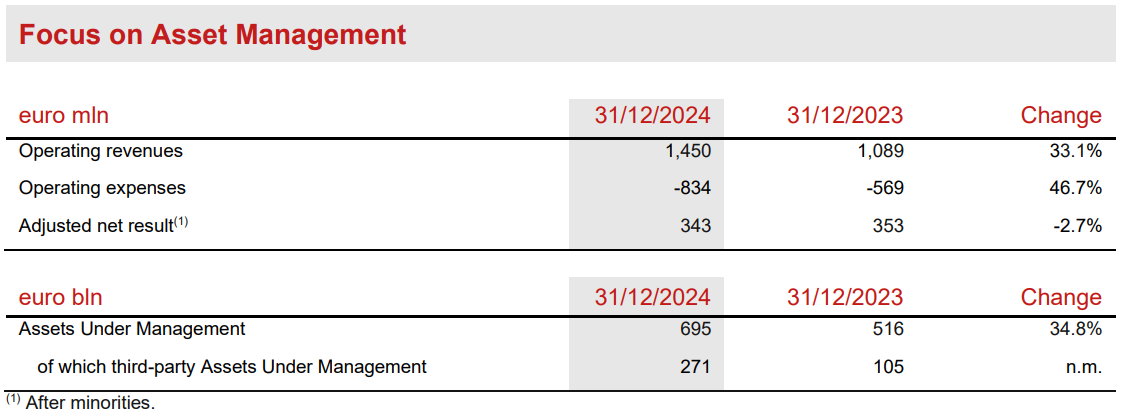 Focus on Asset Management
euro mln 31/12/2024 31/12/2023 Change
Operating revenues 1,450 1,089 33.1%
Operating expenses -834 -569 46.7%
Adjusted net result(1) 343 353 -2.7%
euro bln 31/12/2024 31/12/2023 Change
Assets Under Management 695 516 34.8%
of which third-party Assets Under Management 271 105 n.m.
(1) After minorities.